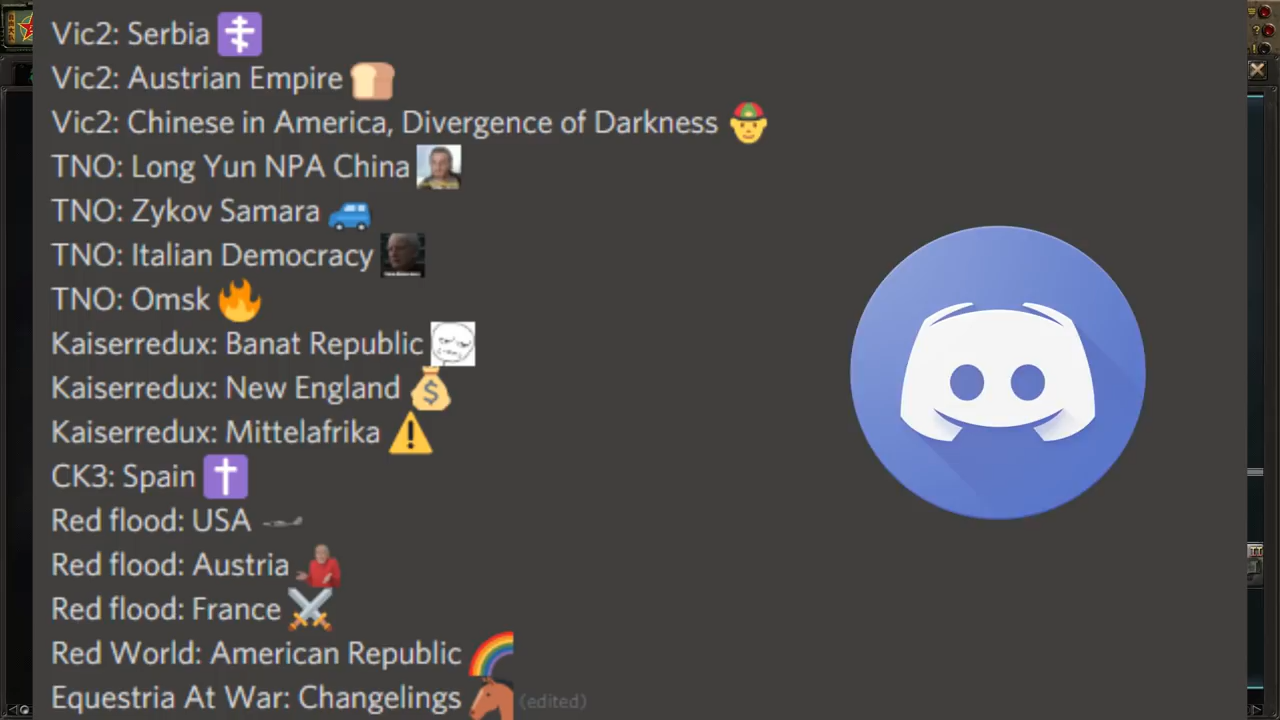 Vic2: Serbia
Vic2: Austrian Empire
Vic2: Chinese in America, Divergence of Darkness
TNO: Long Yun NPA China
TNO: Zykov Samara
TNO: Italian Democracy
TNO: Omsk
Kaiserredux: Banat Republic
Kaiserredux: New England
Kaiserredux: Mittelafrika
CK3: Spain
Red flood: USA
Red flood: Austria
Red flood: France
Red World: American Republic
Equestria At War: Changelings (edited)